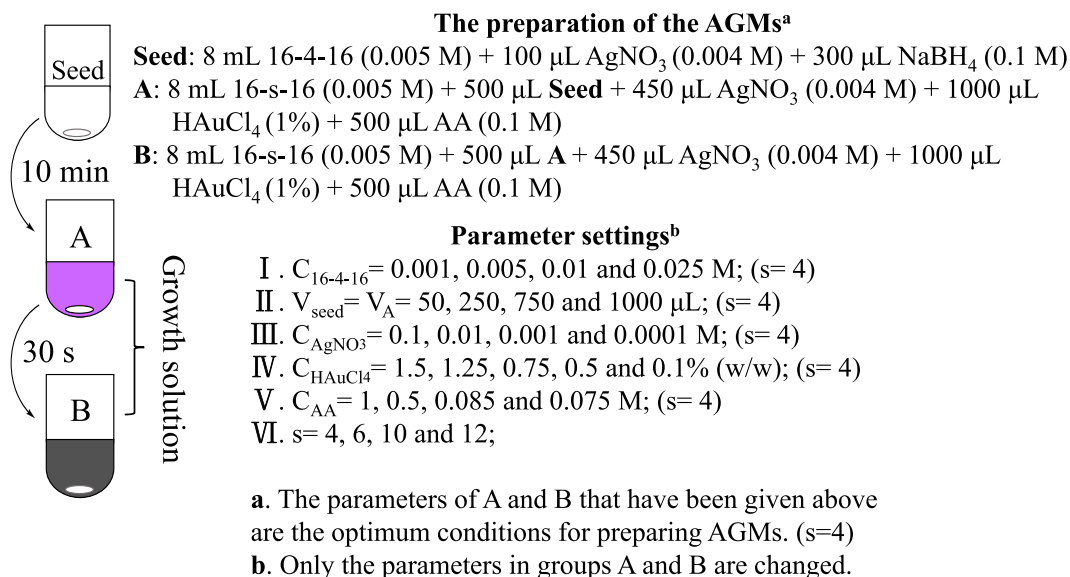 The preparation of the AGMsᵃ
Seed: 8 mL 16-4-16 (0.005 M) + 100 μL AgNO₃ (0.004 M) + 300 μL NaBH₄ (0.1 M)
A: 8 mL 16-s-16 (0.005 M) + 500 μL Seed + 450 μL AgNO₃ (0.004 M) + 1000 μL
HAuCl₄ (1%) + 500 μL AA (0.1 M)
B: 8 mL 16-s-16 (0.005 M) + 500 μL A + 450 μL AgNO₃ (0.004 M) + 1000 μL
HAuCl₄ (1%) + 500 μL AA (0.1 M)
Seed
10 min
A
30 s
B
Growth solution
Parameter settingsᵇ
Ⅰ. C₁₆₋₄₋₁₆= 0.001, 0.005, 0.01 and 0.025 M; (s= 4)
Ⅱ. V_seed= V_A= 50, 250, 750 and 1000 μL; (s= 4)
Ⅲ. C_AgNO3= 0.1, 0.01, 0.001 and 0.0001 M; (s= 4)
Ⅳ. C_HAuCl4= 1.5, 1.25, 0.75, 0.5 and 0.1% (w/w); (s= 4)
Ⅴ. C_AA= 1, 0.5, 0.085 and 0.075 M; (s= 4)
Ⅵ. s= 4, 6, 10 and 12;
a. The parameters of A and B that have been given above
are the optimum conditions for preparing AGMs. (s=4)
b. Only the parameters in groups A and B are changed.